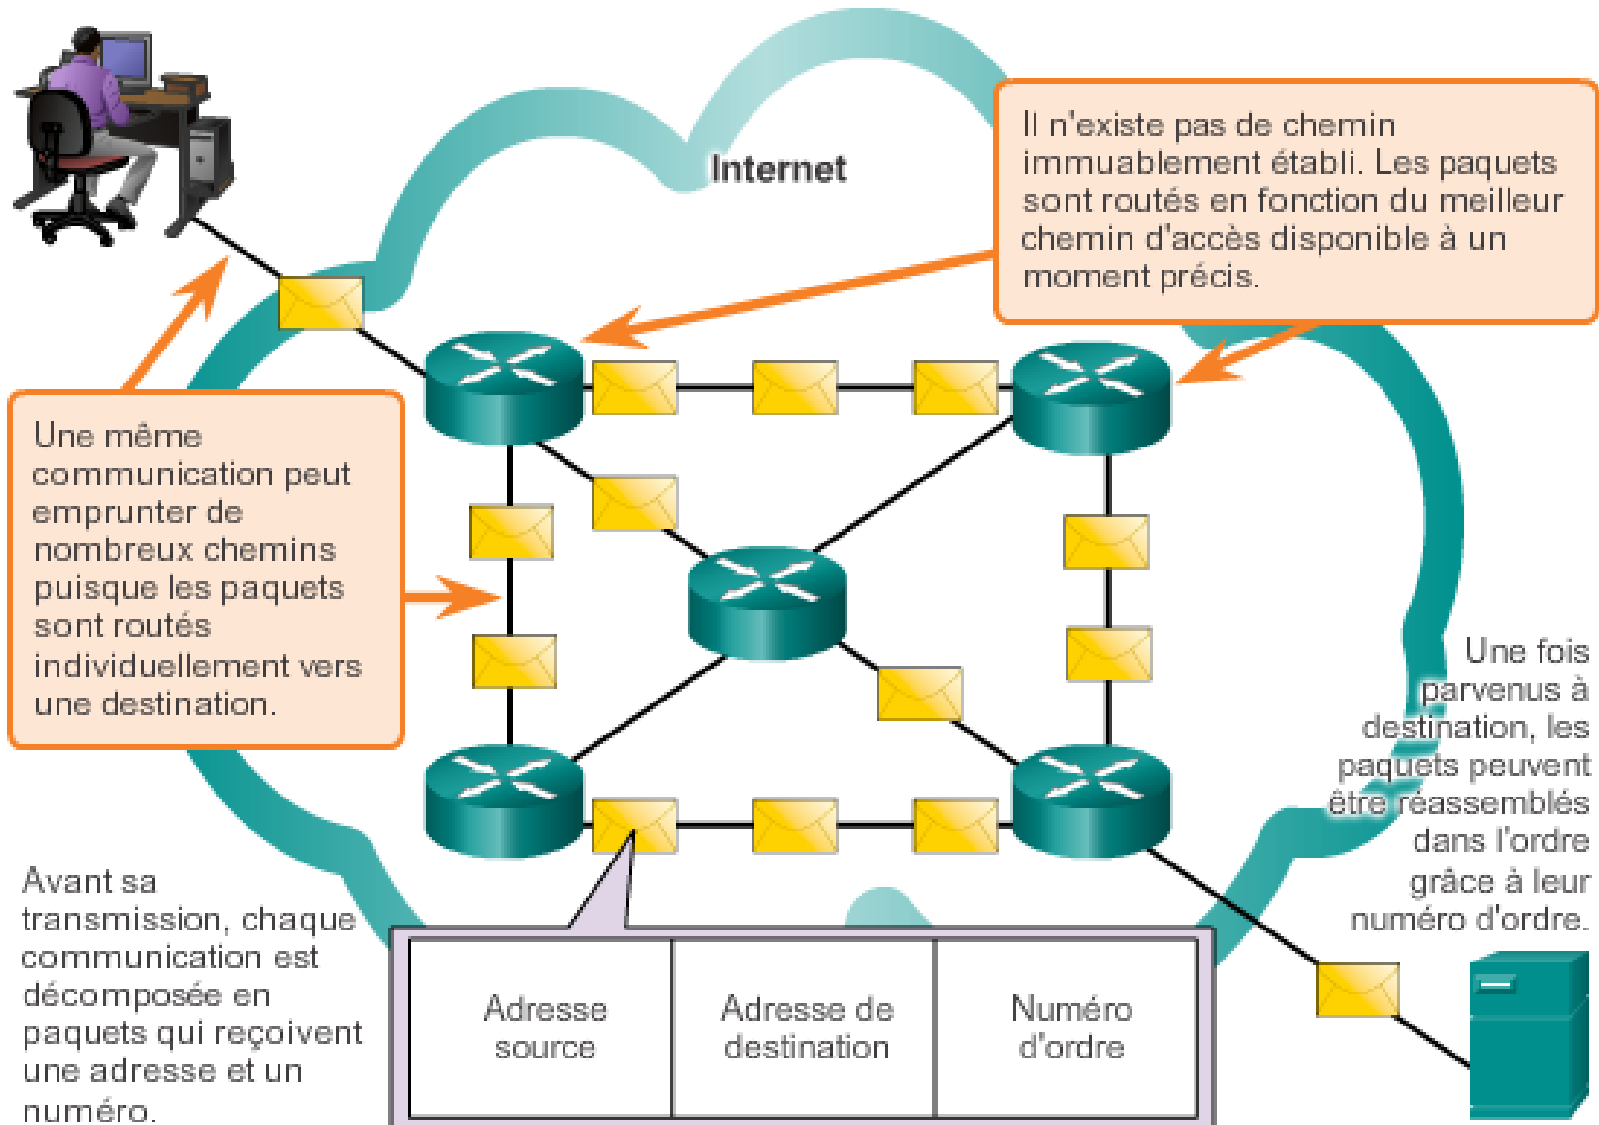 Internet
Il n'existe pas de chemin
immuablement établi. Les paquets
sont routés en fonction du meilleur
chemin d'accès disponible à un
moment précis.
Une même
communication peut
emprunter de
nombreux chemins
puisque les paquets
sont routés
individuellement vers
une destination.
Une fois
parvenus à
destination, les
paquets peuvent
être réassemblés
dans l'ordre
grâce à leur
numéro d'ordre.
Avant sa
transmission, chaque
communication est
décomposée en
paquets qui reçoivent
une adresse et un
numéro.
Adresse
source
Adresse de
destination
Numéro
d'ordre